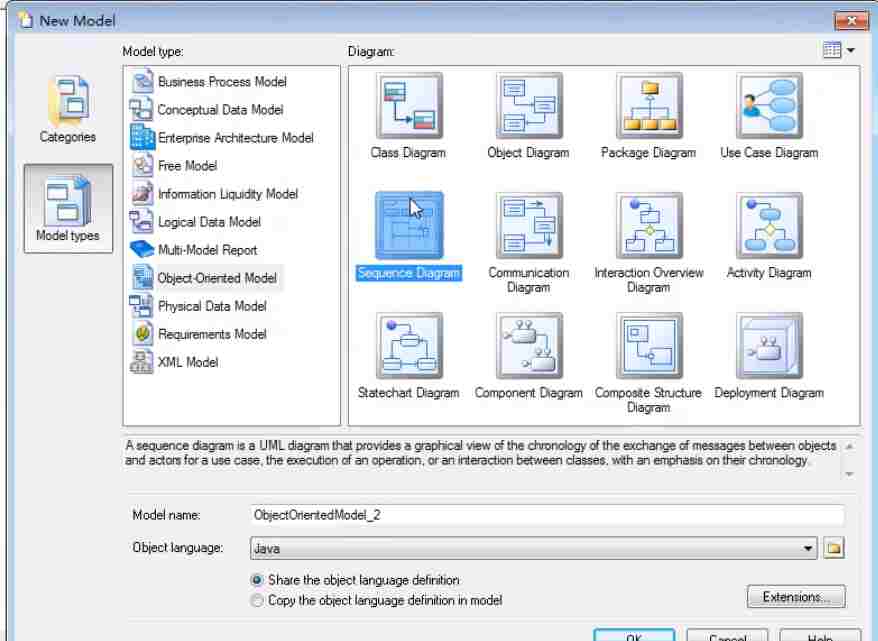 New Model
Model type:
Diagram:
Categories
Model types
Business Process Model
Conceptual Data Model
Enterprise Architecture Model
Free Model
Information Liquidity Model
Logical Data Model
Multi-Model Report
Object-Oriented Model
Physical Data Model
Requirements Model
XML Model
Class Diagram
Object Diagram
Package Diagram
Use Case Diagram
Sequence Diagram
Communication
Diagram
Interaction Overview
Diagram
Activity Diagram
Statechart Diagram
Component Diagram
Composite Structure
Diagram
Deployment Diagram
A sequence diagram is a UML diagram that provides a graphical view of the chronology of the exchange of messages between objects
and actors for a use case, the execution of an operation, or an interaction between classes, with an emphasis on their chronology.
Model name:
ObjectOrientedModel_2
Object language:
Java
Share the object language definition
Copy the object language definition in model
Extensions...
OK
Cancel
Help